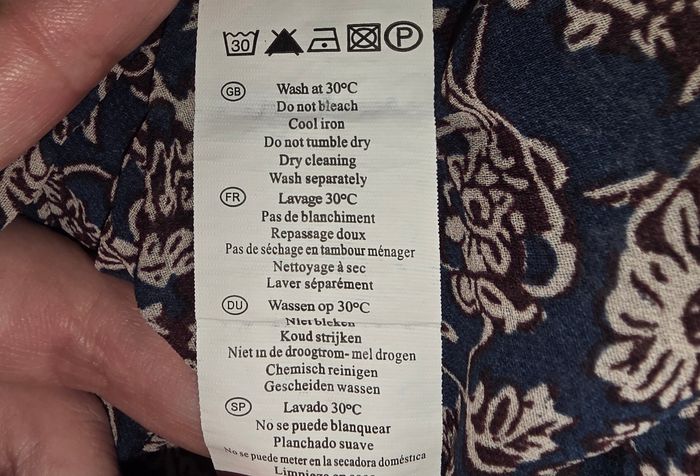 30 P
GB Wash at 30°C
Do not bleach
Cool iron
Do not tumble dry
Dry cleaning
Wash separately
FR Lavage 30°C
Pas de blanchiment
Repassage doux
Pas de séchage en tambour ménager
Nettoyage à sec
Laver séparément
DU Wassen op 30°C
Niet bleken
Koud strijken
Niet in de droogtrom- mel drogen
Chemisch reinigen
Gescheiden wassen
SP Lavado 30°C
No se puede blanquear
Planchado suave
No se puede meter en la secadora doméstica
Limpieza en seco